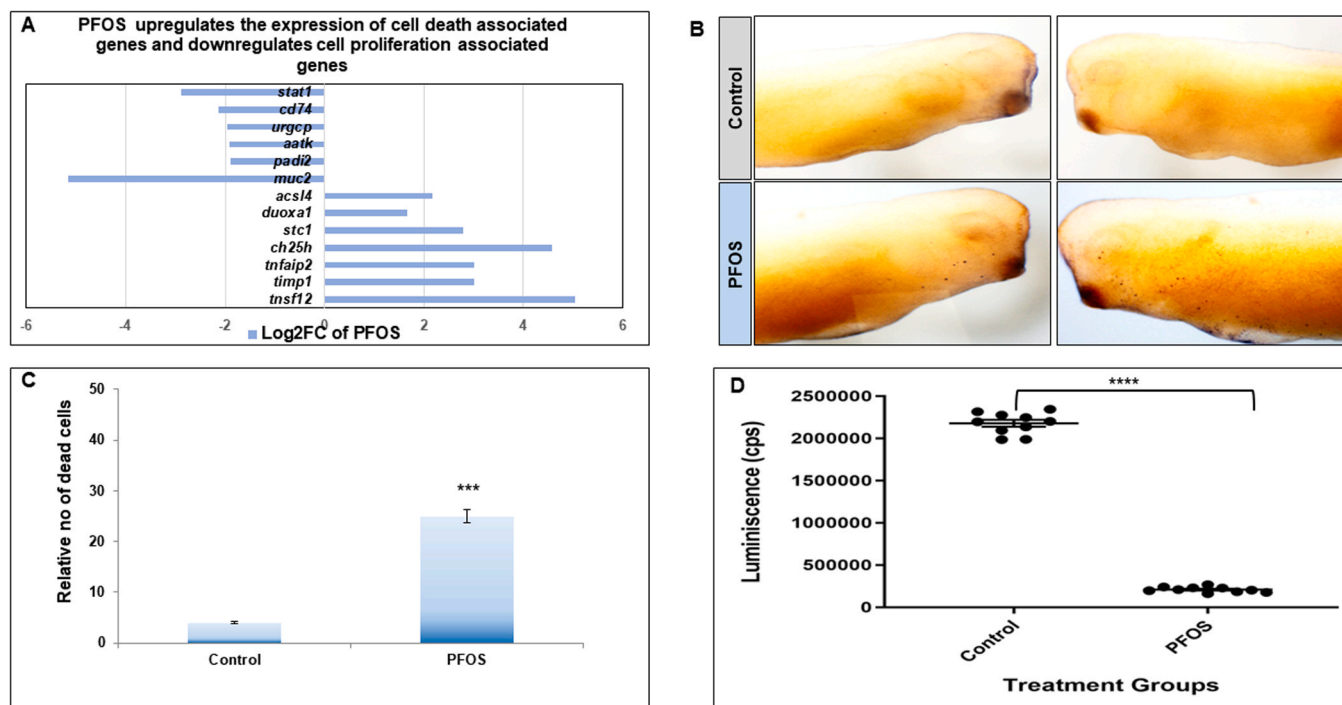 A
PFOS upregulates the expression of cell death associated
genes and downregulates cell proliferation associated
genes
stat1
cd74
urgcp
aatk
padi2
muc2
acsl4
duoxa1
stc1
ch25h
tnfaip2
timp1
tnsf12
-6 -4 -2 0 2 4 6
Log2FC of PFOS
B
Control
PFOS
C
Relative no of dead cells
50
40
30
20
10
0
***
Control PFOS
D
Luminiscence (cps)
2500000
2000000
1500000
1000000
500000
0
****
Control PFOS
Treatment Groups